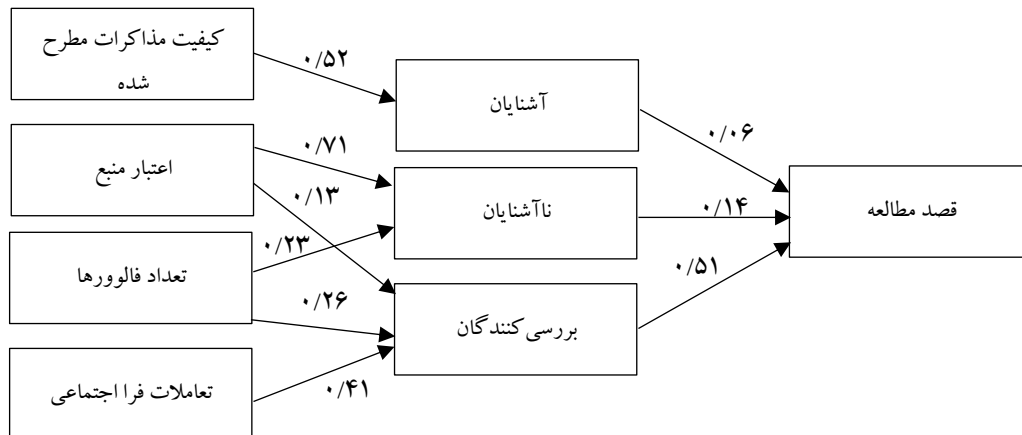 کیفیت مذاکرات مطرح
شده
۰/۵۲
آشنایان
۰/۰۶
اعتبار منبع
۰/۷۱
۰/۱۳
ناآشنایان
۰/۱۴
قصد مطالعه
تعداد فالوورها
۰/۲۳
۰/۲۶
بررسی‌کنندگان
۰/۵۱
تعاملات فرا اجتماعی
۰/۴۱